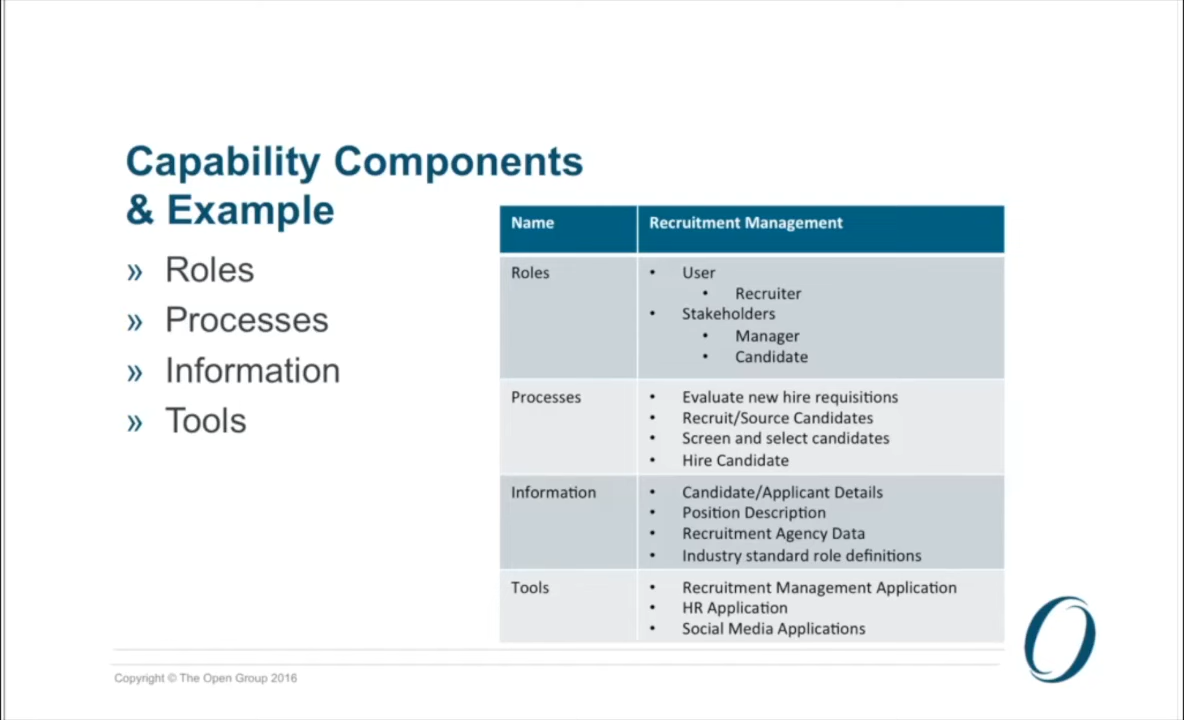 Capability Components
& Example
» Roles
» Processes
» Information
» Tools
Name Recruitment Management
Roles • User
• Recruiter
• Stakeholders
• Manager
• Candidate
Processes • Evaluate new hire requisitions
• Recruit/Source Candidates
• Screen and select candidates
• Hire Candidate
Information • Candidate/Applicant Details
• Position Description
• Recruitment Agency Data
• Industry standard role definitions
Tools • Recruitment Management Application
• HR Application
• Social Media Applications
Copyright © The Open Group 2016